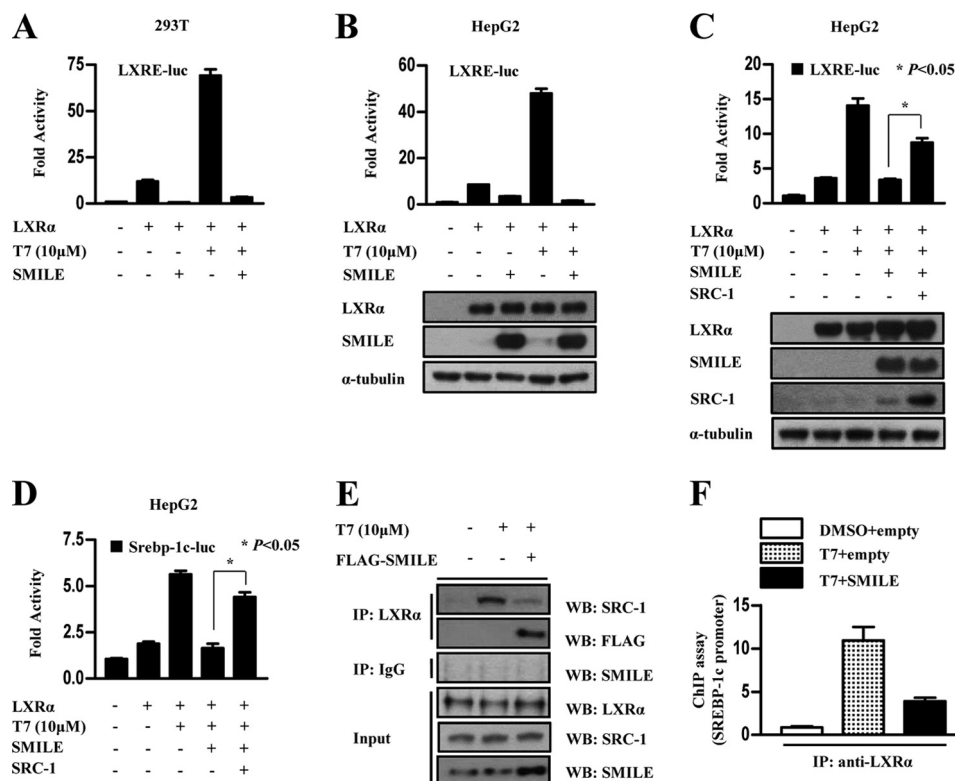 A
293T
LXRE-luc
Fold Activity
75
50
25
0
LXRα - + + + +
T7 (10μM) - - - + +
SMILE - - + - +
B
HepG2
LXRE-luc
Fold Activity
60
40
20
0
LXRα - + + + +
T7 (10μM) - - - + +
SMILE - - + - +
LXRα
SMILE
α-tubulin
C
HepG2
LXRE-luc * P<0.05
*
Fold Activity
20
15
10
5
0
LXRα - + + + +
T7 (10μM) - - + + +
SMILE - - - + +
SRC-1 - - - - +
LXRα
SMILE
SRC-1
α-tubulin
D
HepG2
Srebp-1c-luc * P<0.05
*
Fold Activity
7.5
5.0
2.5
0.0
LXRα - + + + +
T7 (10μM) - - + + +
SMILE - - - + +
SRC-1 - - - - +
E
T7 (10μM) - + +
FLAG-SMILE - - +
IP: LXRα
WB: SRC-1
WB: FLAG
IP: IgG
WB: SMILE
Input
WB: LXRα
WB: SRC-1
WB: SMILE
F
DMSO+empty
T7+empty
T7+SMILE
ChIP assay
(SREBP-1c promoter)
15
10
5
0
IP: anti-LXRα